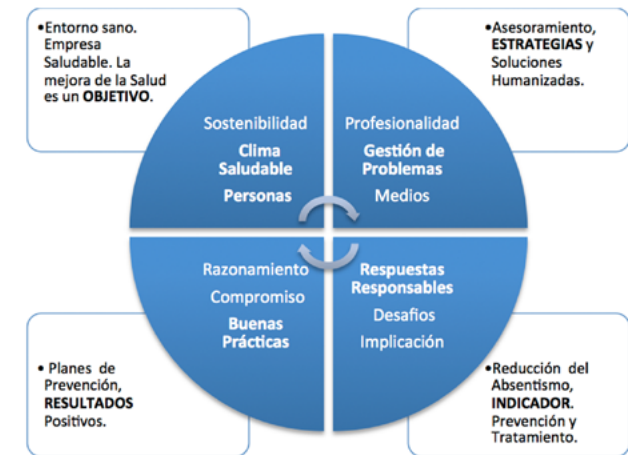 •Entorno sano.
Empresa
Saludable. La
mejora de la Salud
es un OBJETIVO.
•Asesoramiento,
ESTRATEGIAS y
Soluciones
Humanizadas.
Sostenibilidad
Clima
Saludable
Personas
Profesionalidad
Gestión de
Problemas
Medios
Razonamiento
Compromiso
Buenas
Prácticas
Respuestas
Responsables
Desafios
Implicación
• Planes de
Prevención,
RESULTADOS
Positivos.
•Reducción del
Absentismo,
INDICADOR.
Prevención y
Tratamiento.